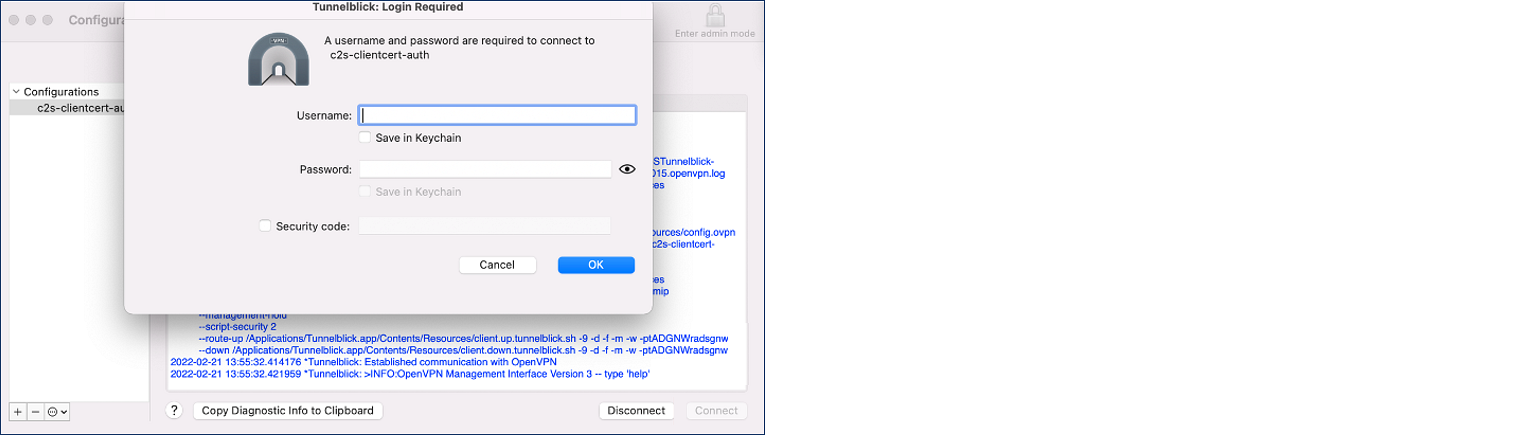 Tunnelblick: Login Required
Configura
Enter admin mode
VPN
A username and password are required to connect to
c2s-clientcert-auth
Configurations
c2s-clientcert-au
Username:
Save in Keychain
STunnelblick-
Password:
015.openvpn.log
es
Save in Keychain
Security code:
ources/config.ovpn
c2s-clientcert-
Cancel
OK
es
mip
--management-hold
--script-security 2
--route-up /Applications/Tunnelblick.app/Contents/Resources/client.up.tunnelblick.sh -9 -d -f -m -w -ptADGNWradsgnw
--down /Applications/Tunnelblick.app/Contents/Resources/client.down.tunnelblick.sh -9 -d -f -m -w -ptADGNWradsgnw
2022-02-21 13:55:32.414176 *Tunnelblick: Established communication with OpenVPN
2022-02-21 13:55:32.421959 *Tunnelblick: >INFO:OpenVPN Management Interface Version 3 -- type 'help'
+ −
? Copy Diagnostic Info to Clipboard Disconnect Connect